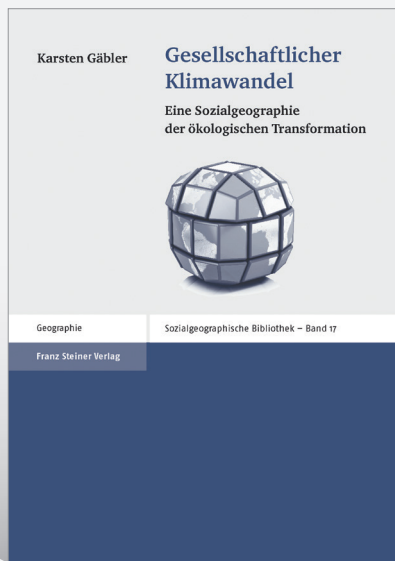 Karsten Gäbler
Gesellschaftlicher
Klimawandel
Eine Sozialgeographie
der ökologischen Transformation
Geographie
Sozialgeographische Bibliothek – Band 17
Franz Steiner Verlag